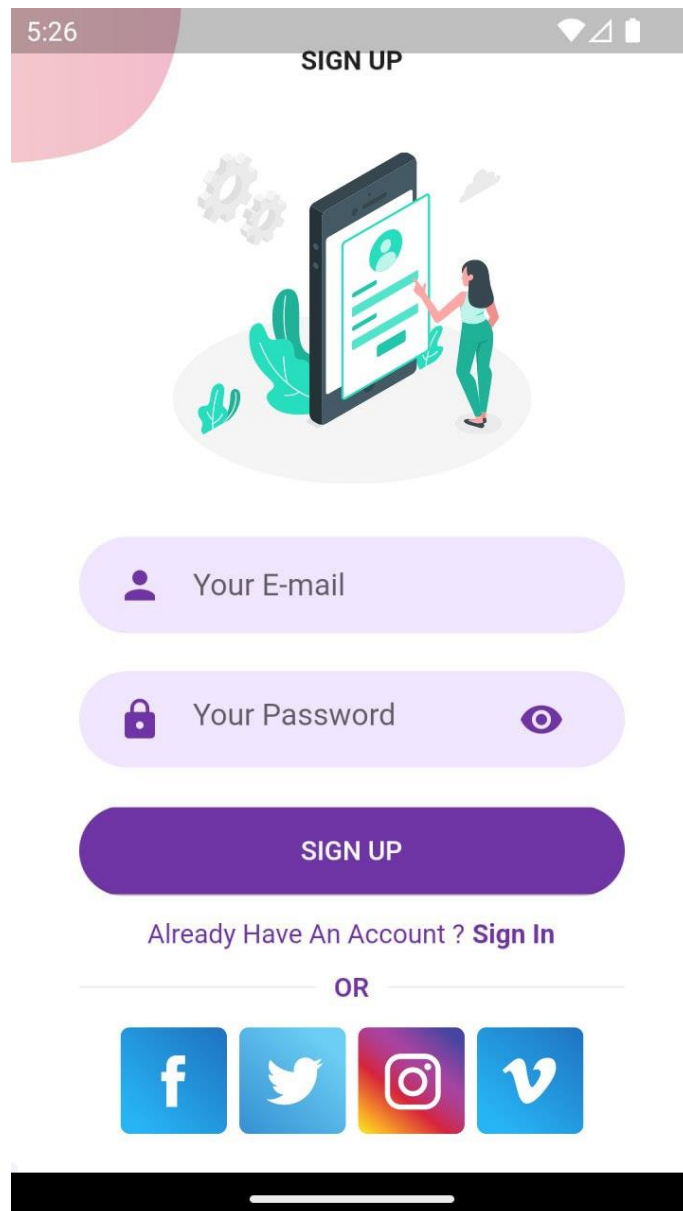 5:26
SIGN UP
Your E-mail
Your Password
SIGN UP
Already Have An Account ? Sign In
OR